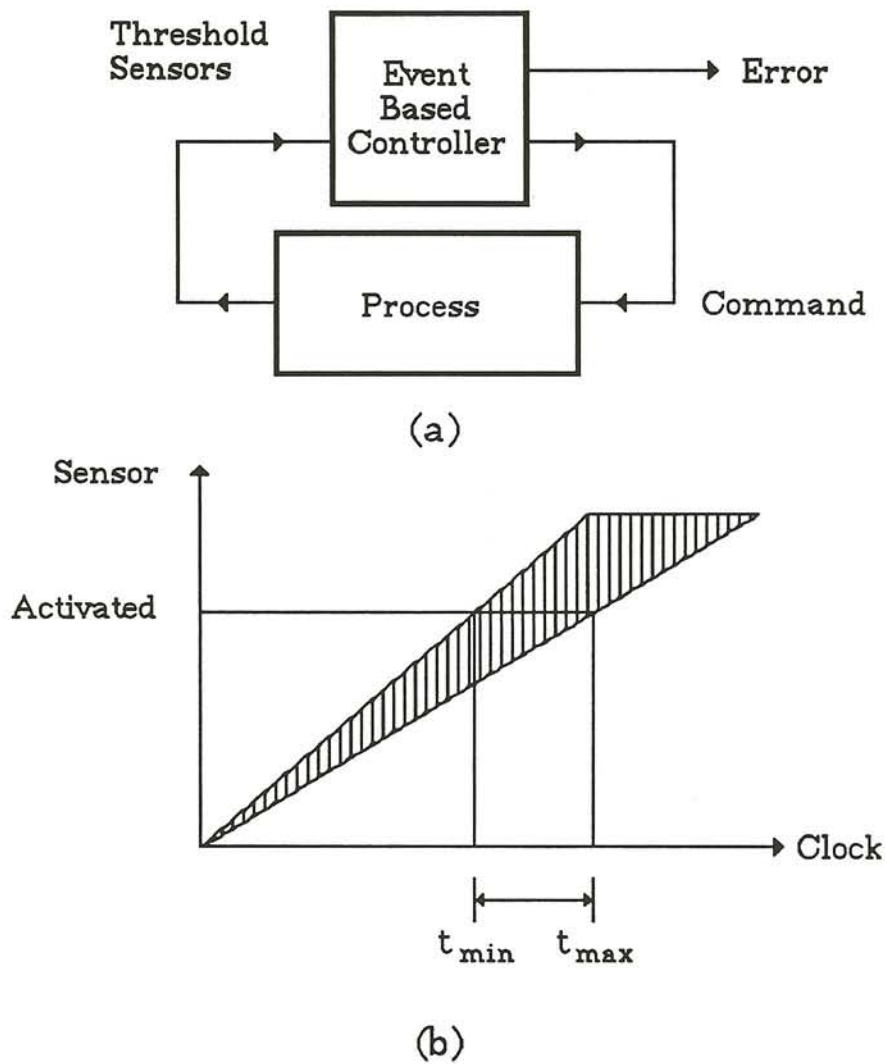 Threshold
Sensors
Event
Based
Controller
Error
Process
Command
(a)
Sensor
Activated
Clock
t min
t max
(b)